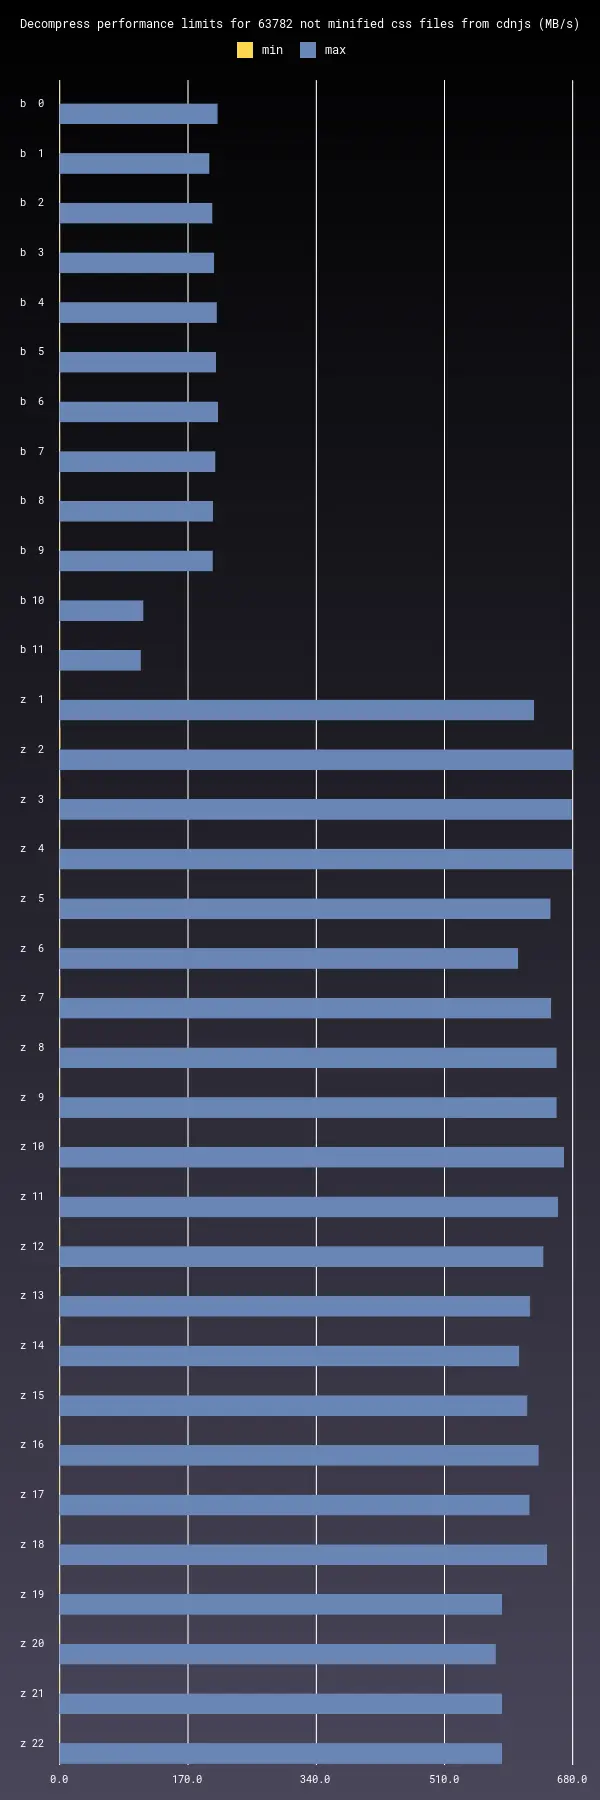 Decompress performance limits for 63782 not minified css files from cdnjs (MB/s)
min max
b 0
b 1
b 2
b 3
b 4
b 5
b 6
b 7
b 8
b 9
b 10
b 11
z 1
z 2
z 3
z 4
z 5
z 6
z 7
z 8
z 9
z 10
z 11
z 12
z 13
z 14
z 15
z 16
z 17
z 18
z 19
z 20
z 21
z 22
0.0 170.0 340.0 510.0 680.0